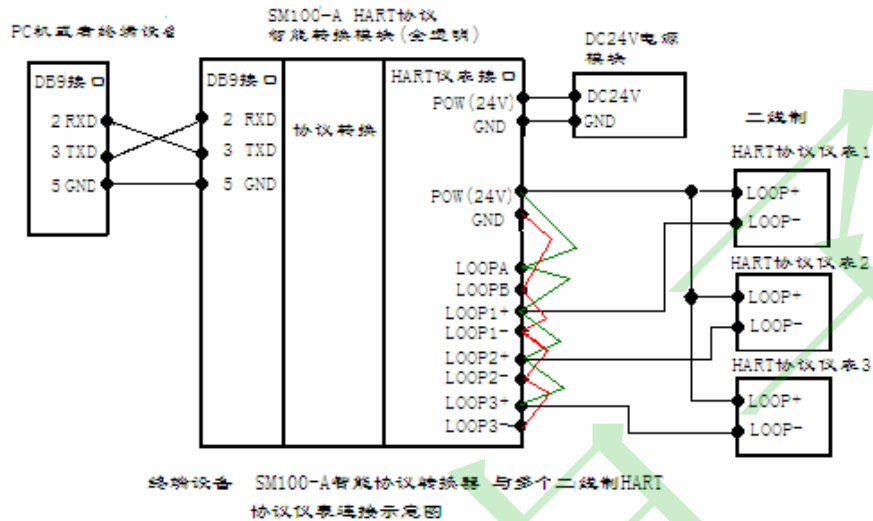 SM100-A HART协议
智能转换模块(全透明)
PC机或者终端设备
DC24V电源
模块
DB9接口
2 RXD
3 TXD
5 GND
DB9接口
2 RXD
3 TXD
5 GND
协议转换
HART仪表接口
POW(24V)
GND
POW(24V)
GND
LOOPA
LOOPB
LOOP1+
LOOP1-
LOOP2+
LOOP2-
LOOP3+
LOOP3-
DC24V
GND
二线制
HART协议仪表1
LOOP+
LOOP-
HART协议仪表2
LOOP+
LOOP-
HART协议仪表3
LOOP+
LOOP-
终端设备 SM100-A智能协议转换器 与多个二线制HART
协议仪表连接示意图